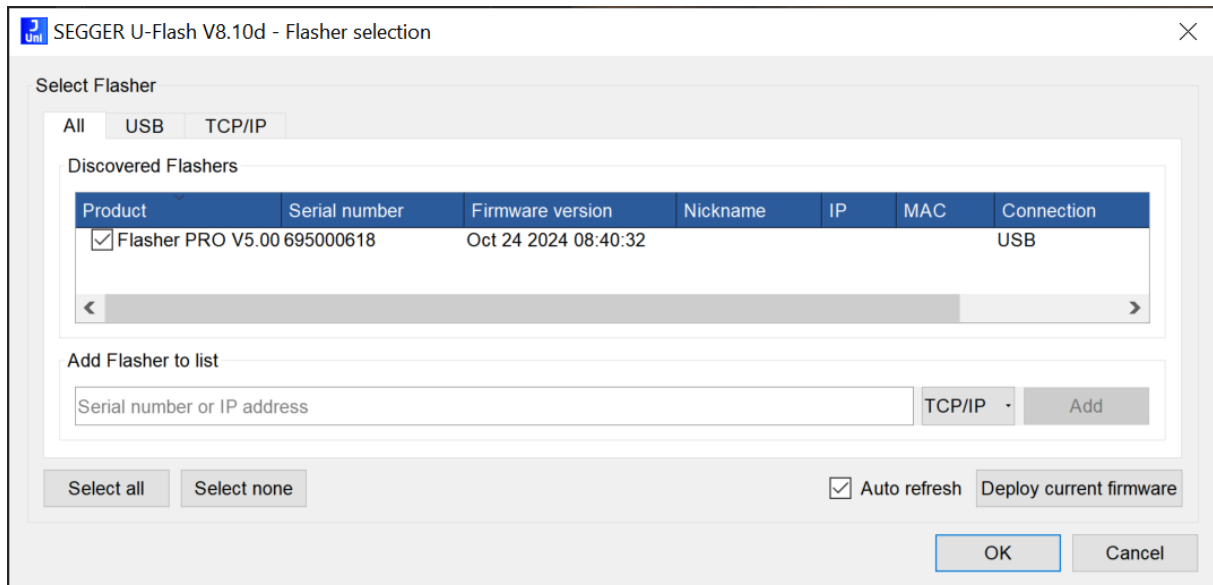 J
Uni
SEGGER U-Flash V8.10d - Flasher selection
Select Flasher
All USB TCP/IP
Discovered Flashers
Product Serial number Firmware version Nickname IP MAC Connection
Flasher PRO V5.00 695000618 Oct 24 2024 08:40:32 USB
Add Flasher to list
Serial number or IP address TCP/IP Add
Select all Select none Auto refresh Deploy current firmware
OK Cancel